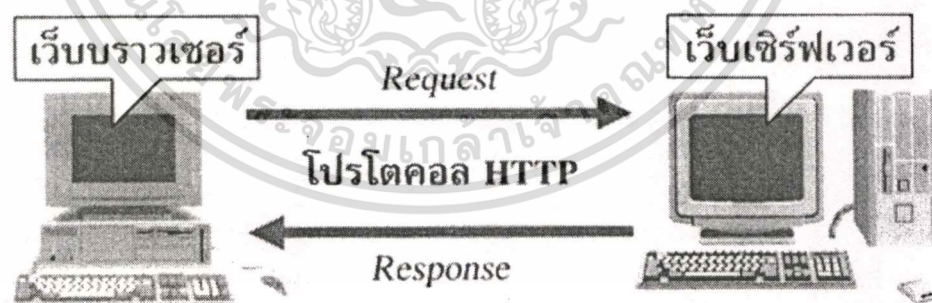 เว็บบราวเซอร์
เว็บเซิร์ฟเวอร์
Request
โปรโตคอล HTTP
Response